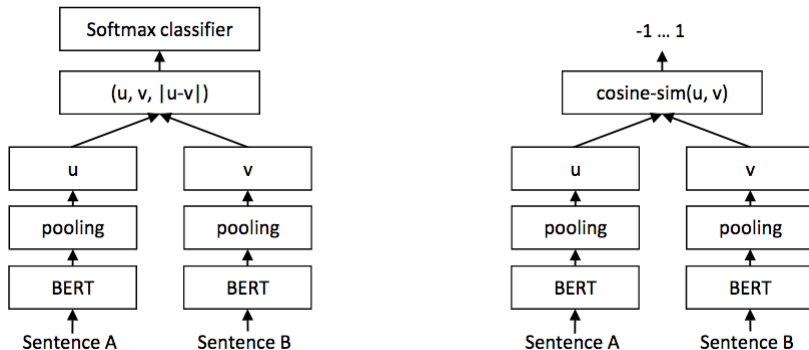 Softmax classifier
(u, v, |u-v|)
u
v
pooling
pooling
BERT
BERT
Sentence A
Sentence B
-1 … 1
cosine-sim(u, v)
u
v
pooling
pooling
BERT
BERT
Sentence A
Sentence B